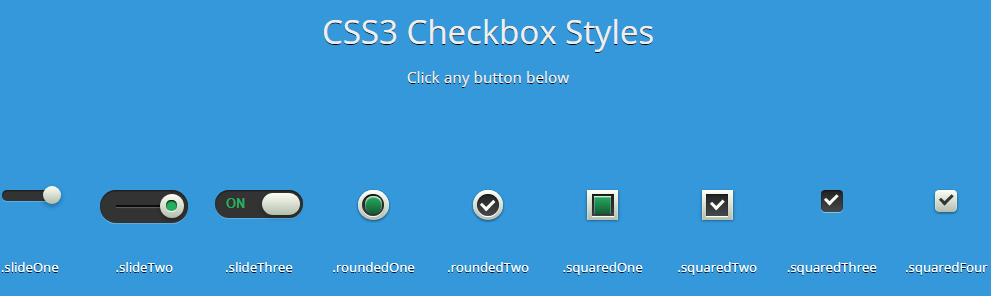 CSS3 Checkbox Styles
Click any button below
ON
.slideOne .slideTwo .slideThree .roundedOne .roundedTwo .squaredOne .squaredTwo .squaredThree .squaredFour